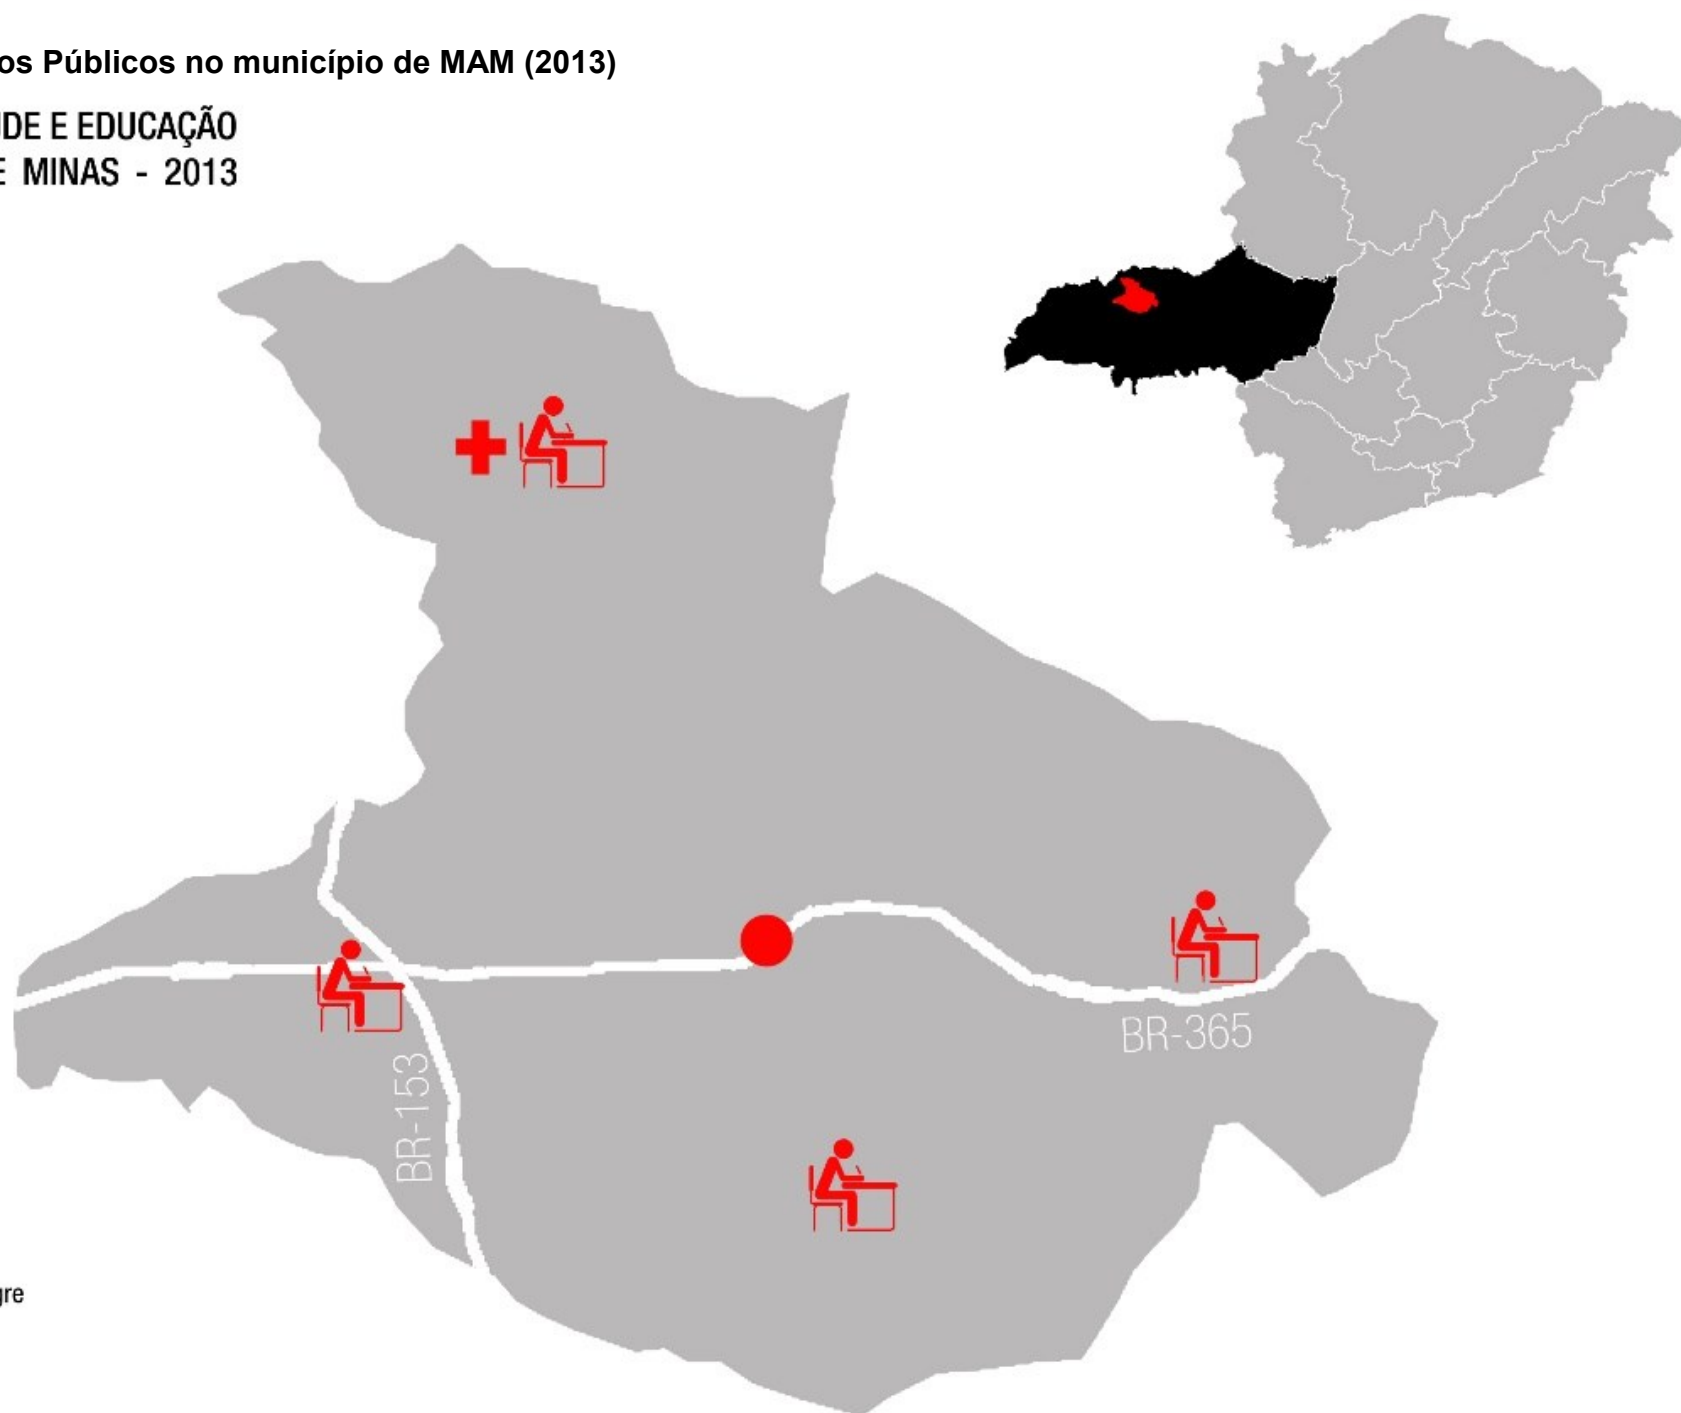 os Públicos no município de MAM (2013)
DE E EDUCAÇÃO
E MINAS - 2013
BR-365
BR-153
gre